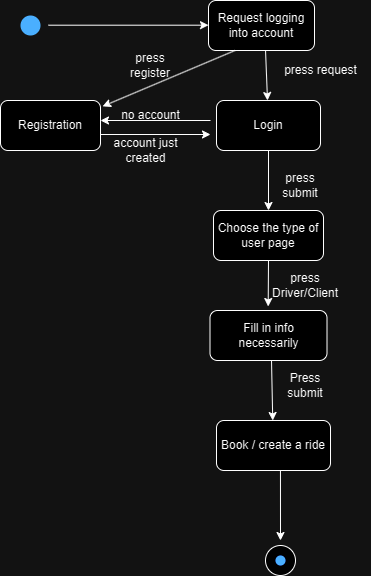 Request logging
into account
press
register
press request
Registration
no account
Login
account just
created
press
submit
Choose the type of
user page
press
Driver/Client
Fill in info
necessarily
Press
submit
Book / create a ride